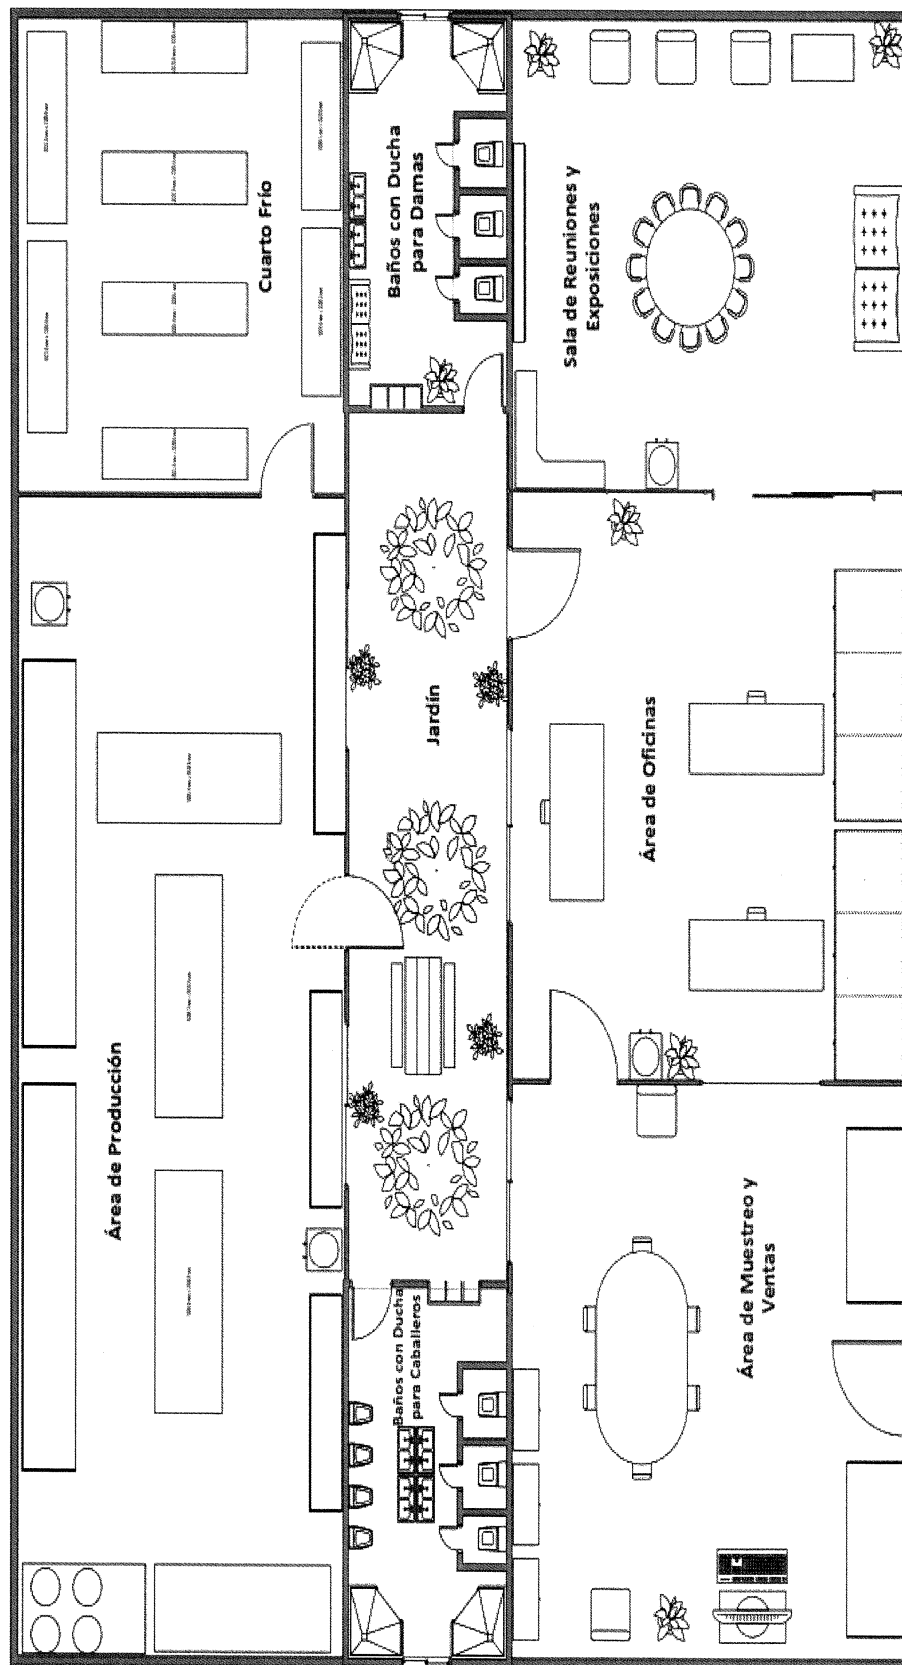 Cuarto Frío
Baños con Ducha
para Damas
Sala de Reuniones y
Exposiciones
Jardín
Área de Oficinas
Área de Producción
Baños con Ducha
para Caballeros
Área de Muestreo y
Ventas